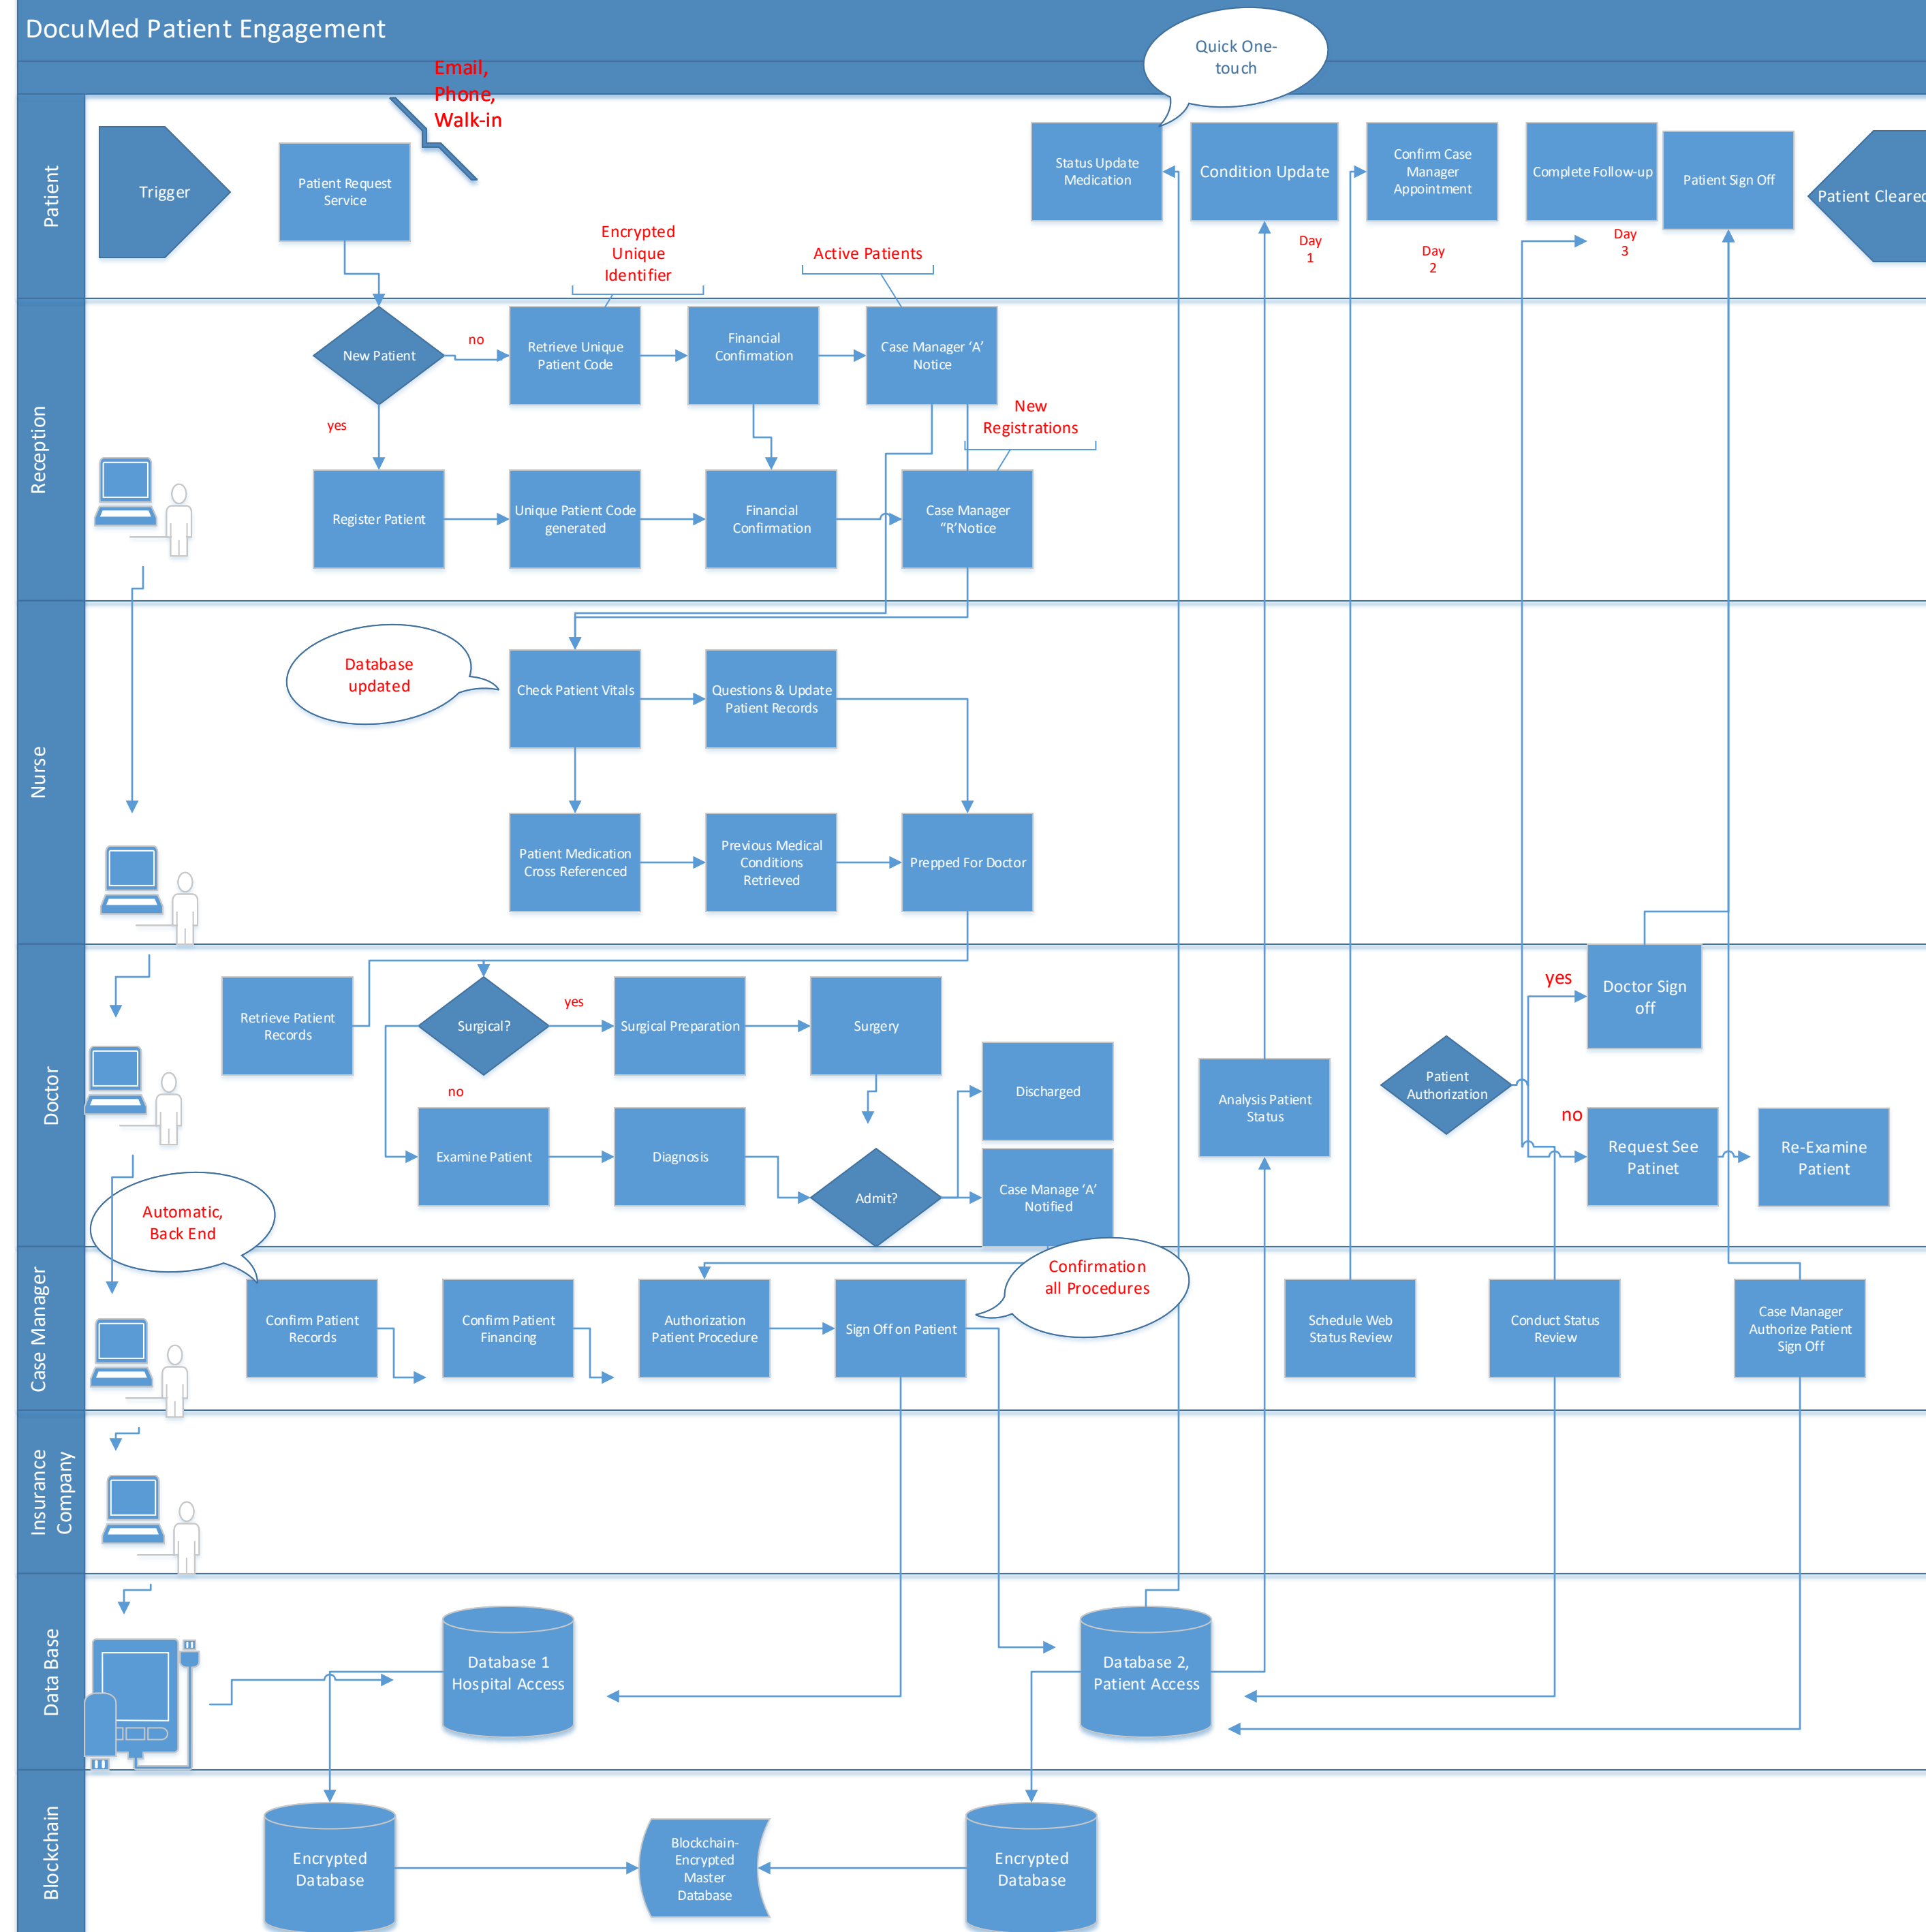 DocuMed Patient Engagement
Quick One-
touch
Email,
Phone,
Walk-in
Patient
Trigger
Patient Request
Service
Status Update
Medication
Condition Update
Confirm Case
Manager
Appointment
Complete Follow-up
Patient Sign Off
Patient Cleared
Day
1
Day
2
Day
3
Encrypted
Unique
Identifier
Active Patients
Reception
New Patient
no
Retrieve Unique
Patient Code
Financial
Confirmation
Case Manager ‘A’
Notice
yes
New
Registrations
Register Patient
Unique Patient Code
generated
Financial
Confirmation
Case Manager
“R’Notice
Nurse
Database
updated
Check Patient Vitals
Questions & Update
Patient Records
Patient Medication
Cross Referenced
Previous Medical
Conditions
Retrieved
Prepped For Doctor
Doctor
Retrieve Patient
Records
Surgical?
yes
Surgical Preparation
Surgery
no
Examine Patient
Diagnosis
Admit?
Discharged
Case Manage ‘A’
Notified
Analysis Patient
Status
Patient
Authorization
yes
Doctor Sign
off
no
Request See
Patinet
Re-Examine
Patient
Automatic,
Back End
Case Manager
Confirm Patient
Records
Confirm Patient
Financing
Authorization
Patient Procedure
Sign Off on Patient
Confirmation
all Procedures
Schedule Web
Status Review
Conduct Status
Review
Case Manager
Authorize Patient
Sign Off
Insurance
Company
Data Base
Database 1
Hospital Access
Database 2,
Patient Access
Blockchain
Encrypted
Database
Blockchain-
Encrypted
Master
Database
Encrypted
Database